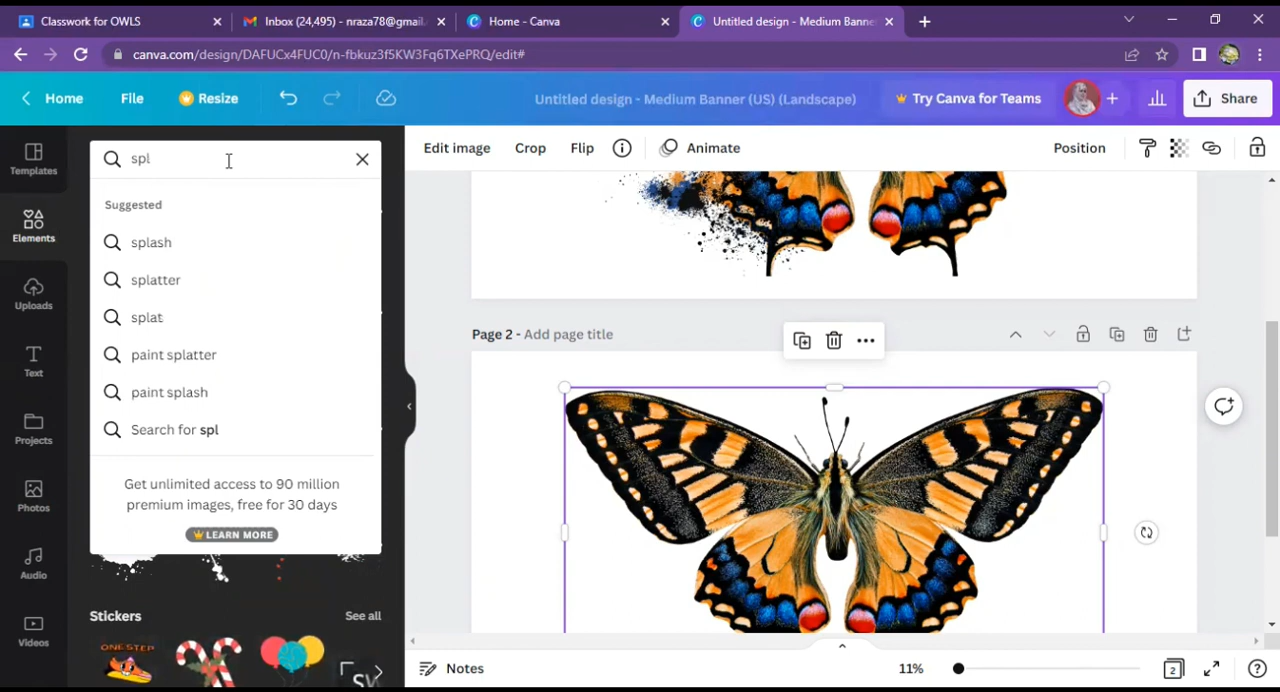 Classwork for OWLS
Inbox (24,495) - nraza78@gmail.
Home - Canva
Untitled design - Medium Banne
canva.com/design/DAFUCx4FUC0/n-fbkuz3f5KW3Fq6TXePRQ/edit#
Home
File
Resize
Untitled design - Medium Banner (US) (Landscape)
Try Canva for Teams
Share
Templates
Elements
Uploads
Text
Projects
Photos
Audio
Videos
spl
Suggested
splash
splatter
splat
paint splatter
paint splash
Search for spl
Get unlimited access to 90 million
premium images, free for 30 days
LEARN MORE
Stickers
See all
ONE STEP
Edit image
Crop
Flip
Animate
Position
Page 2 - Add page title
Notes
11%
2